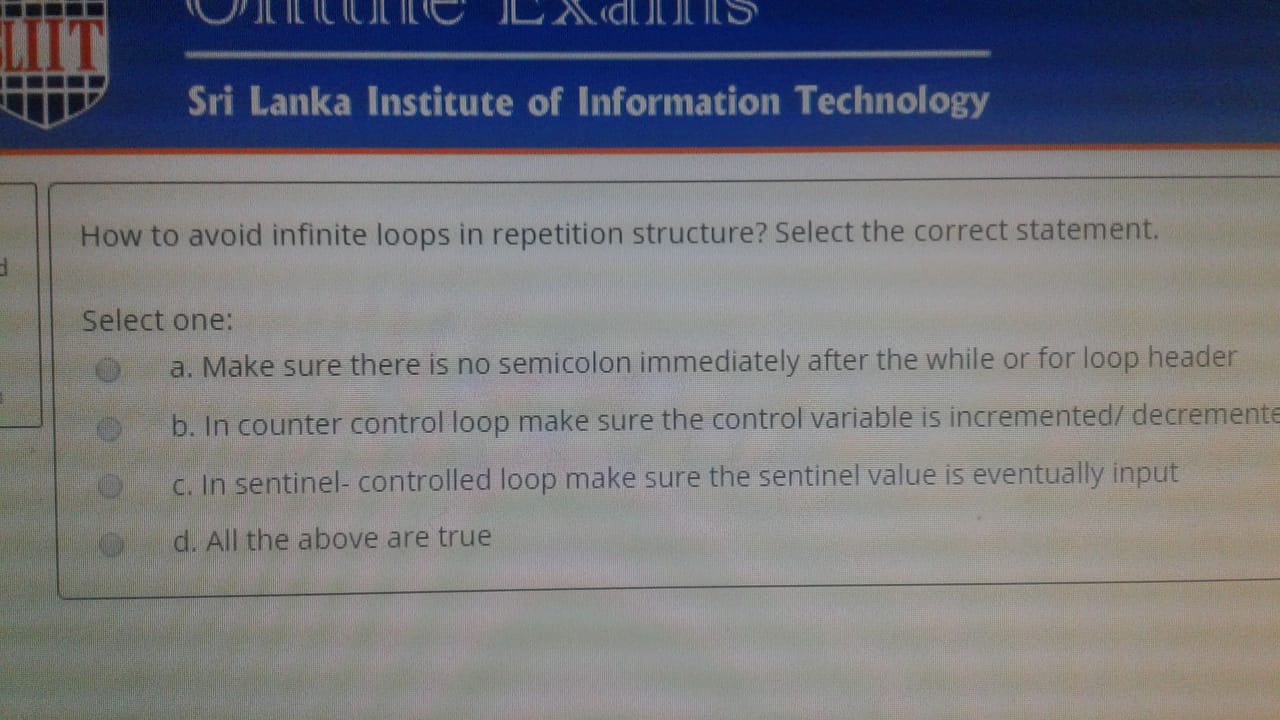 Online Exams
SLIIT
Sri Lanka Institute of Information Technology
d
How to avoid infinite loops in repetition structure? Select the correct statement.
Select one:
a. Make sure there is no semicolon immediately after the while or for loop header
b. In counter control loop make sure the control variable is incremented/ decremente
c. In sentinel- controlled loop make sure the sentinel value is eventually input
d. All the above are true